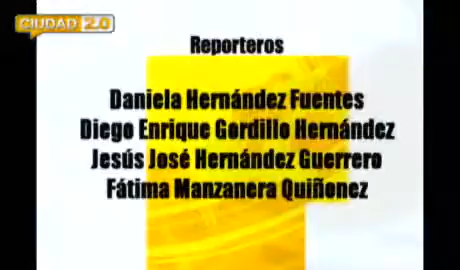 CIUDAD 2.0
Reporteros
Daniela Hernández Fuentes
Diego Enrique Gordillo Hernández
Jesús José Hernández Guerrero
Fátima Manzanera Quiñonez